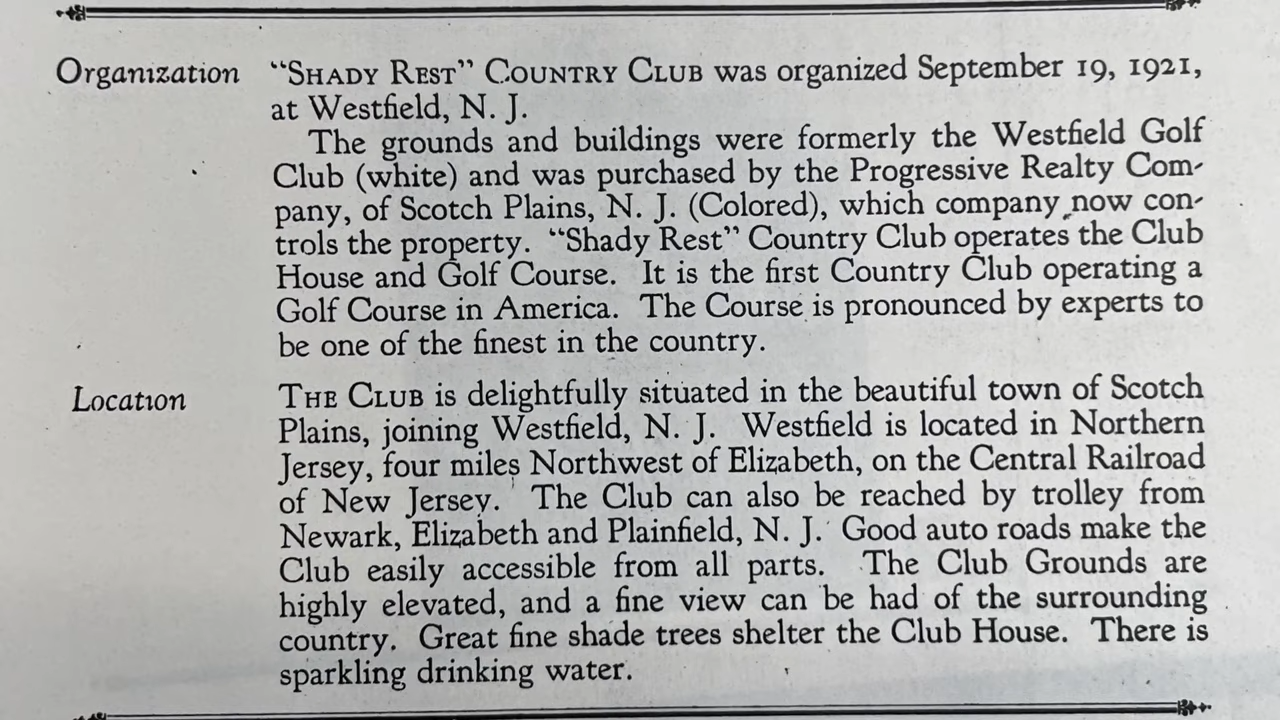 Organization "SHADY REST" COUNTRY CLUB was organized September 19, 1921,
at Westfield, N. J.
The grounds and buildings were formerly the Westfield Golf
Club (white) and was purchased by the Progressive Realty Com-
pany, of Scotch Plains, N. J. (Colored), which company now con-
trols the property. "Shady Rest" Country Club operates the Club
House and Golf Course. It is the first Country Club operating a
Golf Course in America. The Course is pronounced by experts to
be one of the finest in the country.
Location THE CLUB is delightfully situated in the beautiful town of Scotch
Plains, joining Westfield, N. J. Westfield is located in Northern
Jersey, four miles Northwest of Elizabeth, on the Central Railroad
of New Jersey. The Club can also be reached by trolley from
Newark, Elizabeth and Plainfield, N. J. Good auto roads make the
Club easily accessible from all parts. The Club Grounds are
highly elevated, and a fine view can be had of the surrounding
country. Great fine shade trees shelter the Club House. There is
sparkling drinking water.